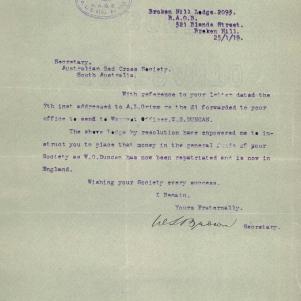 R.A.O.B.
Broken Hill Lodge 2093.
R.A.O.B.
321 Blende Street.
Broken Hill.
25/1/19.
Secretary.
Australian Red Cross Society.
South Australia.
With reference to your letter dated the
7th inst addressed to A.E.Grimm re the £1 forwarded to your
office to send to Warrant Officer.W.O.DUNCAN.
The above Lodge by resolution have empowered me to in-
struct you to place that money in the general funds of your
Society as W.O.Duncan has now been repatriated and is now in
England.
Wishing your Society every success.
I Remain.
Yours Fraternally.
Secretary.